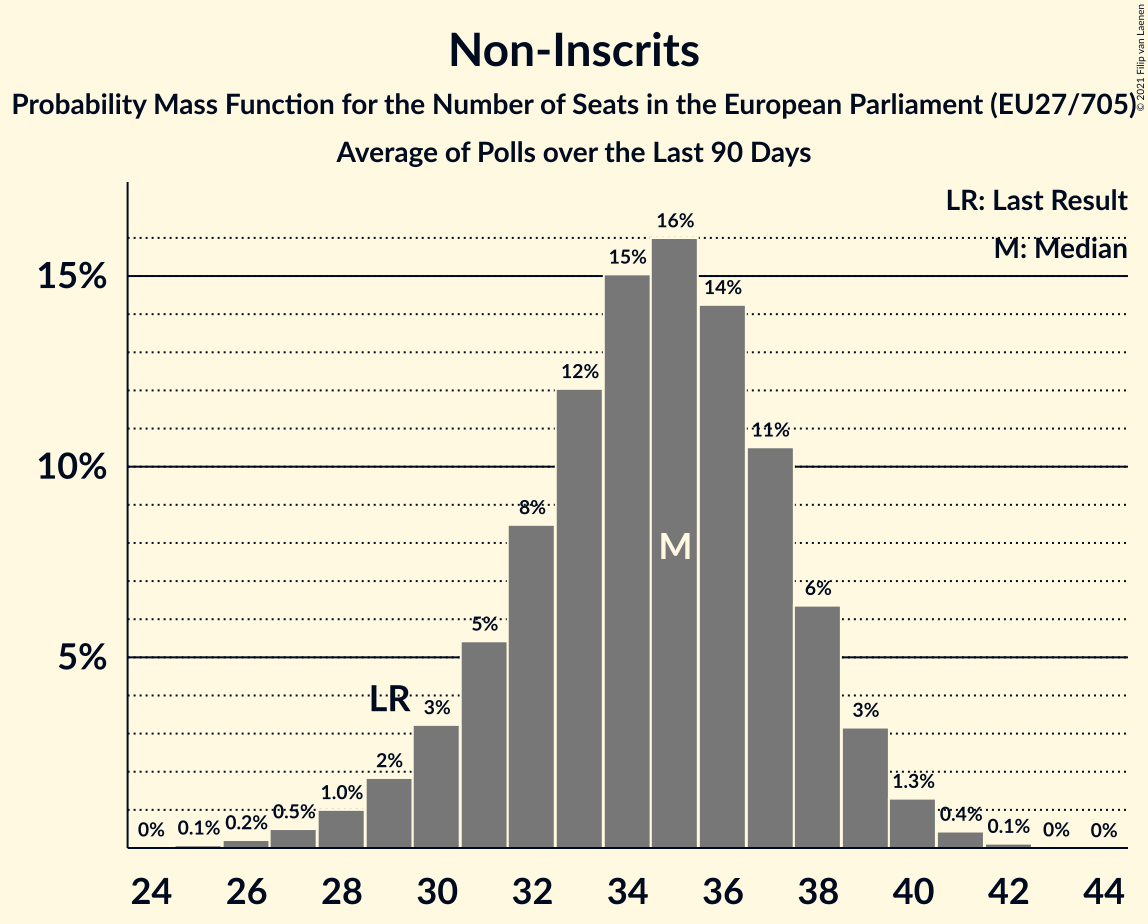 Non-Inscrits
Probability Mass Function for the Number of Seats in the European Parliament (EU27/705)
Average of Polls over the Last 90 Days
© 2021 Filip van Laenen
LR: Last Result
M: Median
15%
10%
5%
0%
0.1%
0.2%
0.5%
1.0%
2%
LR
3%
5%
8%
12%
15%
16%
M
14%
11%
6%
3%
1.3%
0.4%
0.1%
0%
0%
24 26 28 30 32 34 36 38 40 42 44